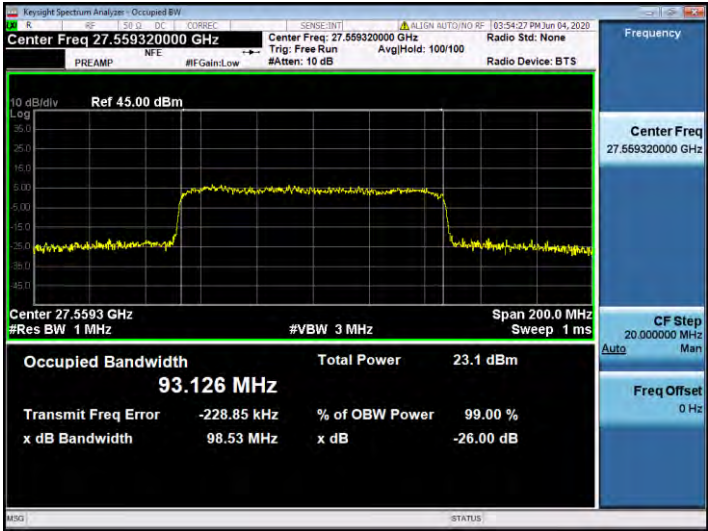 Keysight Spectrum Analyzer - Occupied BW
R RF 50 Ω DC CORREC SENSE:INT ALIGN AUTO/NO RF 03:54:27 PM Jun 04, 2020
Center Freq 27.559320000 GHz Center Freq: 27.559320000 GHz Radio Std: None
NFE Trig: Free Run Avg|Hold: 100/100
PREAMP #IFGain:Low #Atten: 10 dB Radio Device: BTS
Frequency
10 dB/div Ref 45.00 dBm
Log
35.0
25.0
15.0
5.00
-5.00
-15.0
-25.0
-35.0
-45.0
Center 27.5593 GHz Span 200.0 MHz
#Res BW 1 MHz #VBW 3 MHz Sweep 1 ms
Center Freq
27.559320000 GHz
CF Step
20.000000 MHz
Auto Man
Freq Offset
0 Hz
Occupied Bandwidth Total Power 23.1 dBm
93.126 MHz
Transmit Freq Error -228.85 kHz % of OBW Power 99.00 %
x dB Bandwidth 98.53 MHz x dB -26.00 dB
MSG STATUS